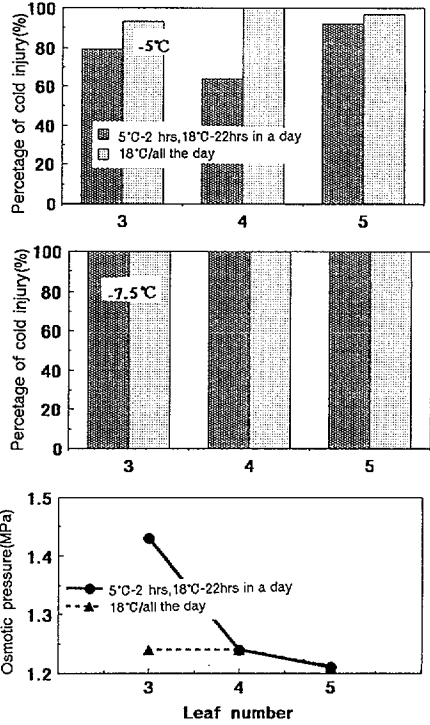 Percetage of cold injury(%)
100
80
60
40
20
0
-5°C
5°C-2 hrs,18°C-22hrs in a day
18°C/all the day
3 4 5
Percetage of cold injury(%)
100
80
60
40
20
0
-7.5°C
3 4 5
Osmotic pressure(MPa)
1.5
1.4
1.3
1.2
5°C-2 hrs,18°C-22hrs in a day
18°C/all the day
3 4 5
Leaf number